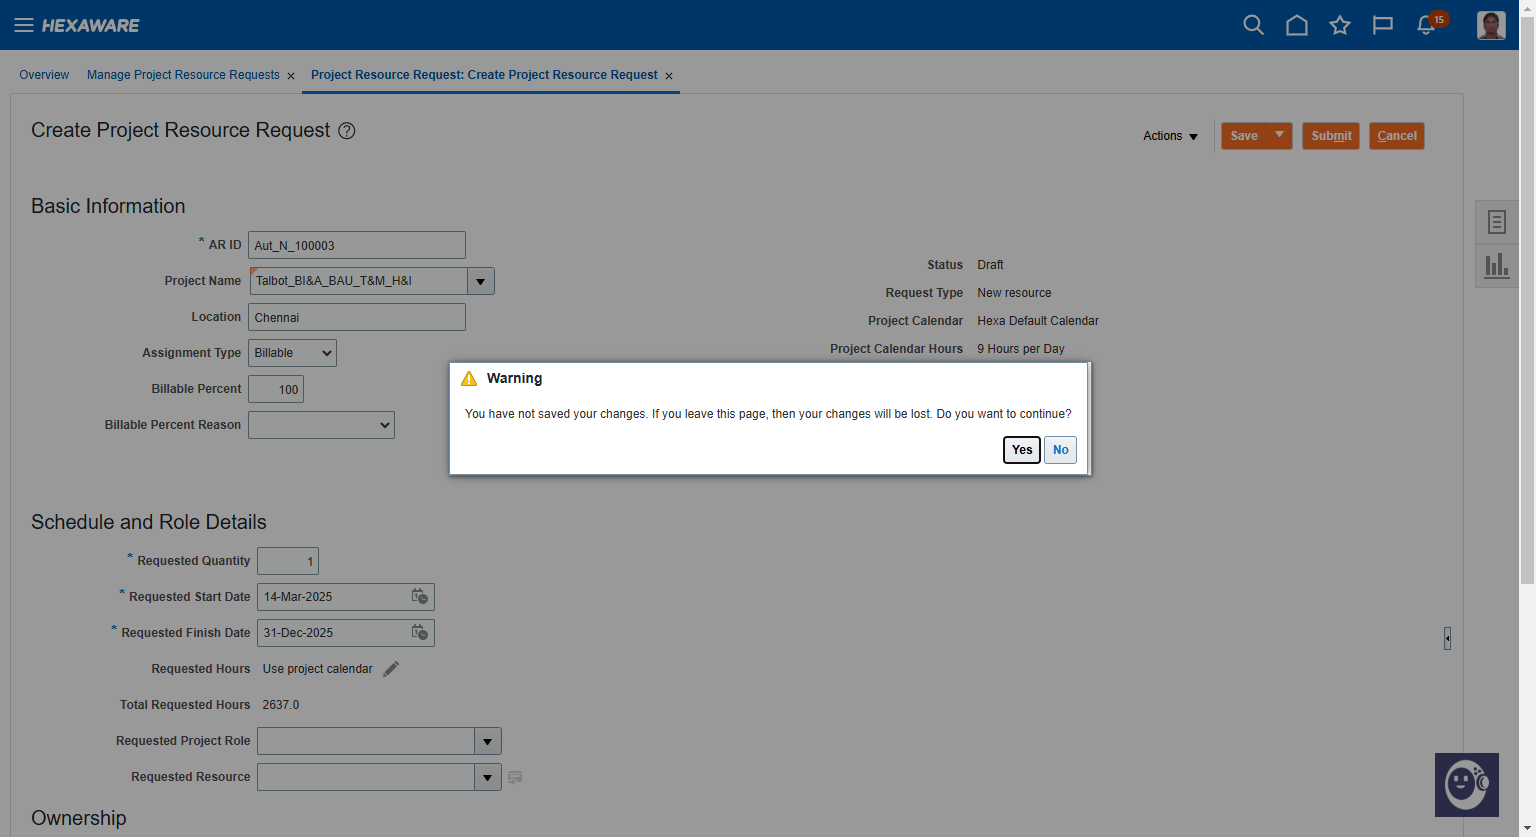 HEXAWARE
15
Overview
Manage Project Resource Requests ×
Project Resource Request: Create Project Resource Request ×
Create Project Resource Request ?
Actions
Save
Submit
Cancel
Basic Information
* AR ID Aut_N_100003
Project Name Talbot_BI&A_BAU_T&M_H&I
Location Chennai
Assignment Type Billable
Billable Percent 100
Billable Percent Reason
Status Draft
Request Type New resource
Project Calendar Hexa Default Calendar
Project Calendar Hours 9 Hours per Day
Warning
You have not saved your changes. If you leave this page, then your changes will be lost. Do you want to continue?
Yes
No
Schedule and Role Details
* Requested Quantity 1
* Requested Start Date 14-Mar-2025
* Requested Finish Date 31-Dec-2025
Requested Hours Use project calendar
Total Requested Hours 2637.0
Requested Project Role
Requested Resource
Ownership